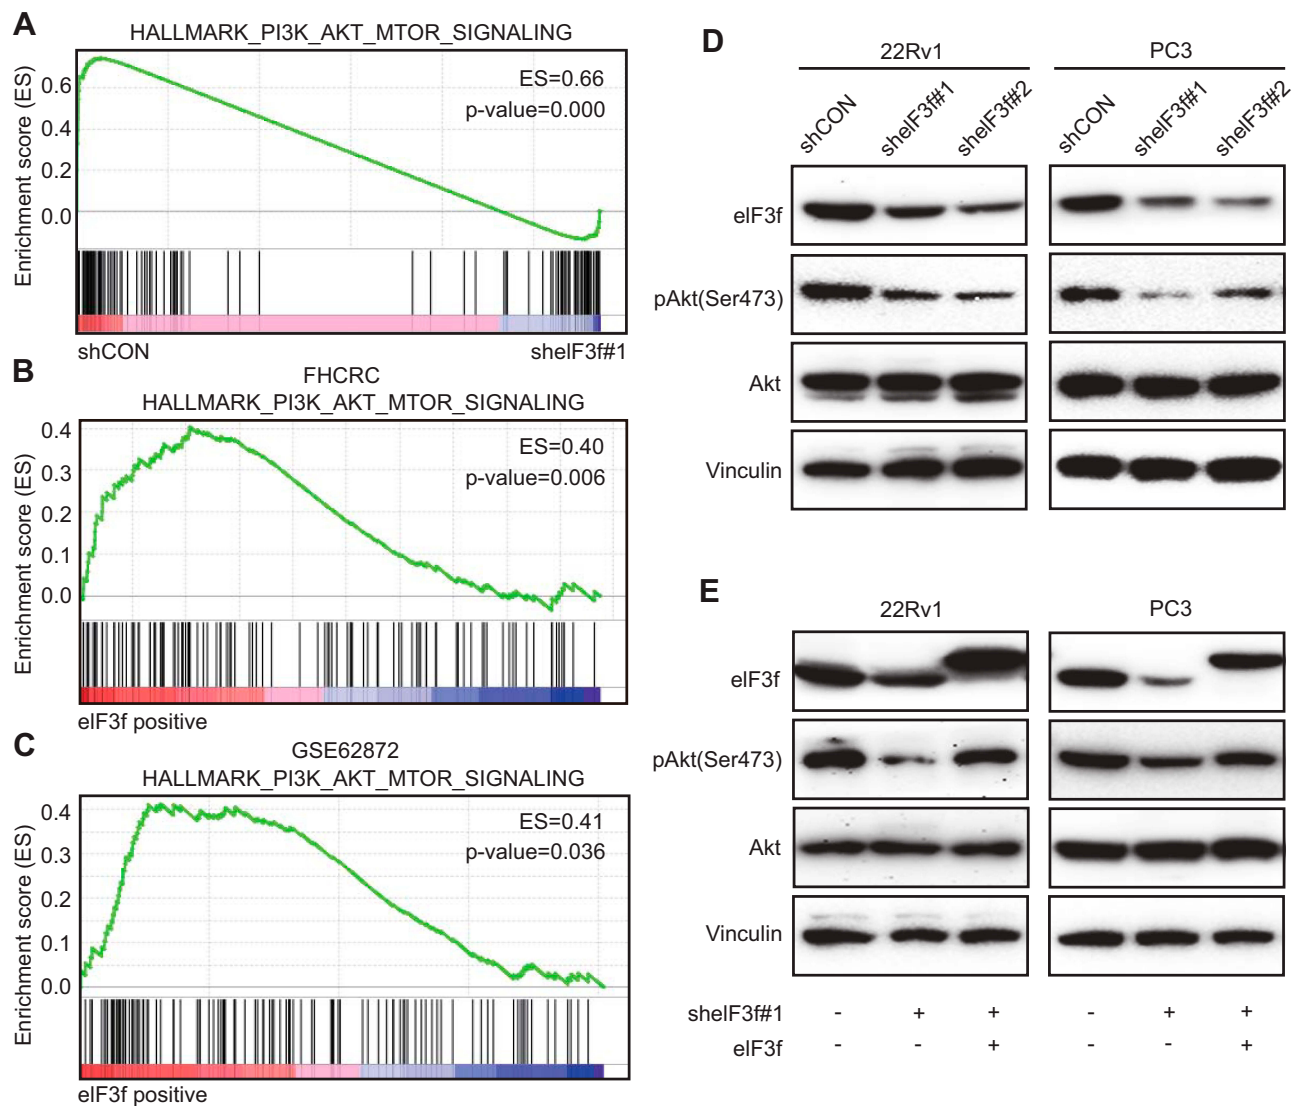 A
HALLMARK_PI3K_AKT_MTOR_SIGNALING
Enrichment score (ES)
0.6
0.4
0.2
0.0
ES=0.66
p-value=0.000
shCON
sheIF3f#1
B
FHCRC
HALLMARK_PI3K_AKT_MTOR_SIGNALING
Enrichment score (ES)
0.4
0.3
0.2
0.1
0.0
ES=0.40
p-value=0.006
eIF3f positive
C
GSE62872
HALLMARK_PI3K_AKT_MTOR_SIGNALING
Enrichment score (ES)
0.4
0.3
0.2
0.1
0.0
ES=0.41
p-value=0.036
eIF3f positive
D
22Rv1
PC3
shCON
sheIF3f#1
sheIF3f#2
shCON
sheIF3f#1
sheIF3f#2
eIF3f
pAkt(Ser473)
Akt
Vinculin
E
22Rv1
PC3
eIF3f
pAkt(Ser473)
Akt
Vinculin
sheIF3f#1 - + + - + +
eIF3f - - + - - +